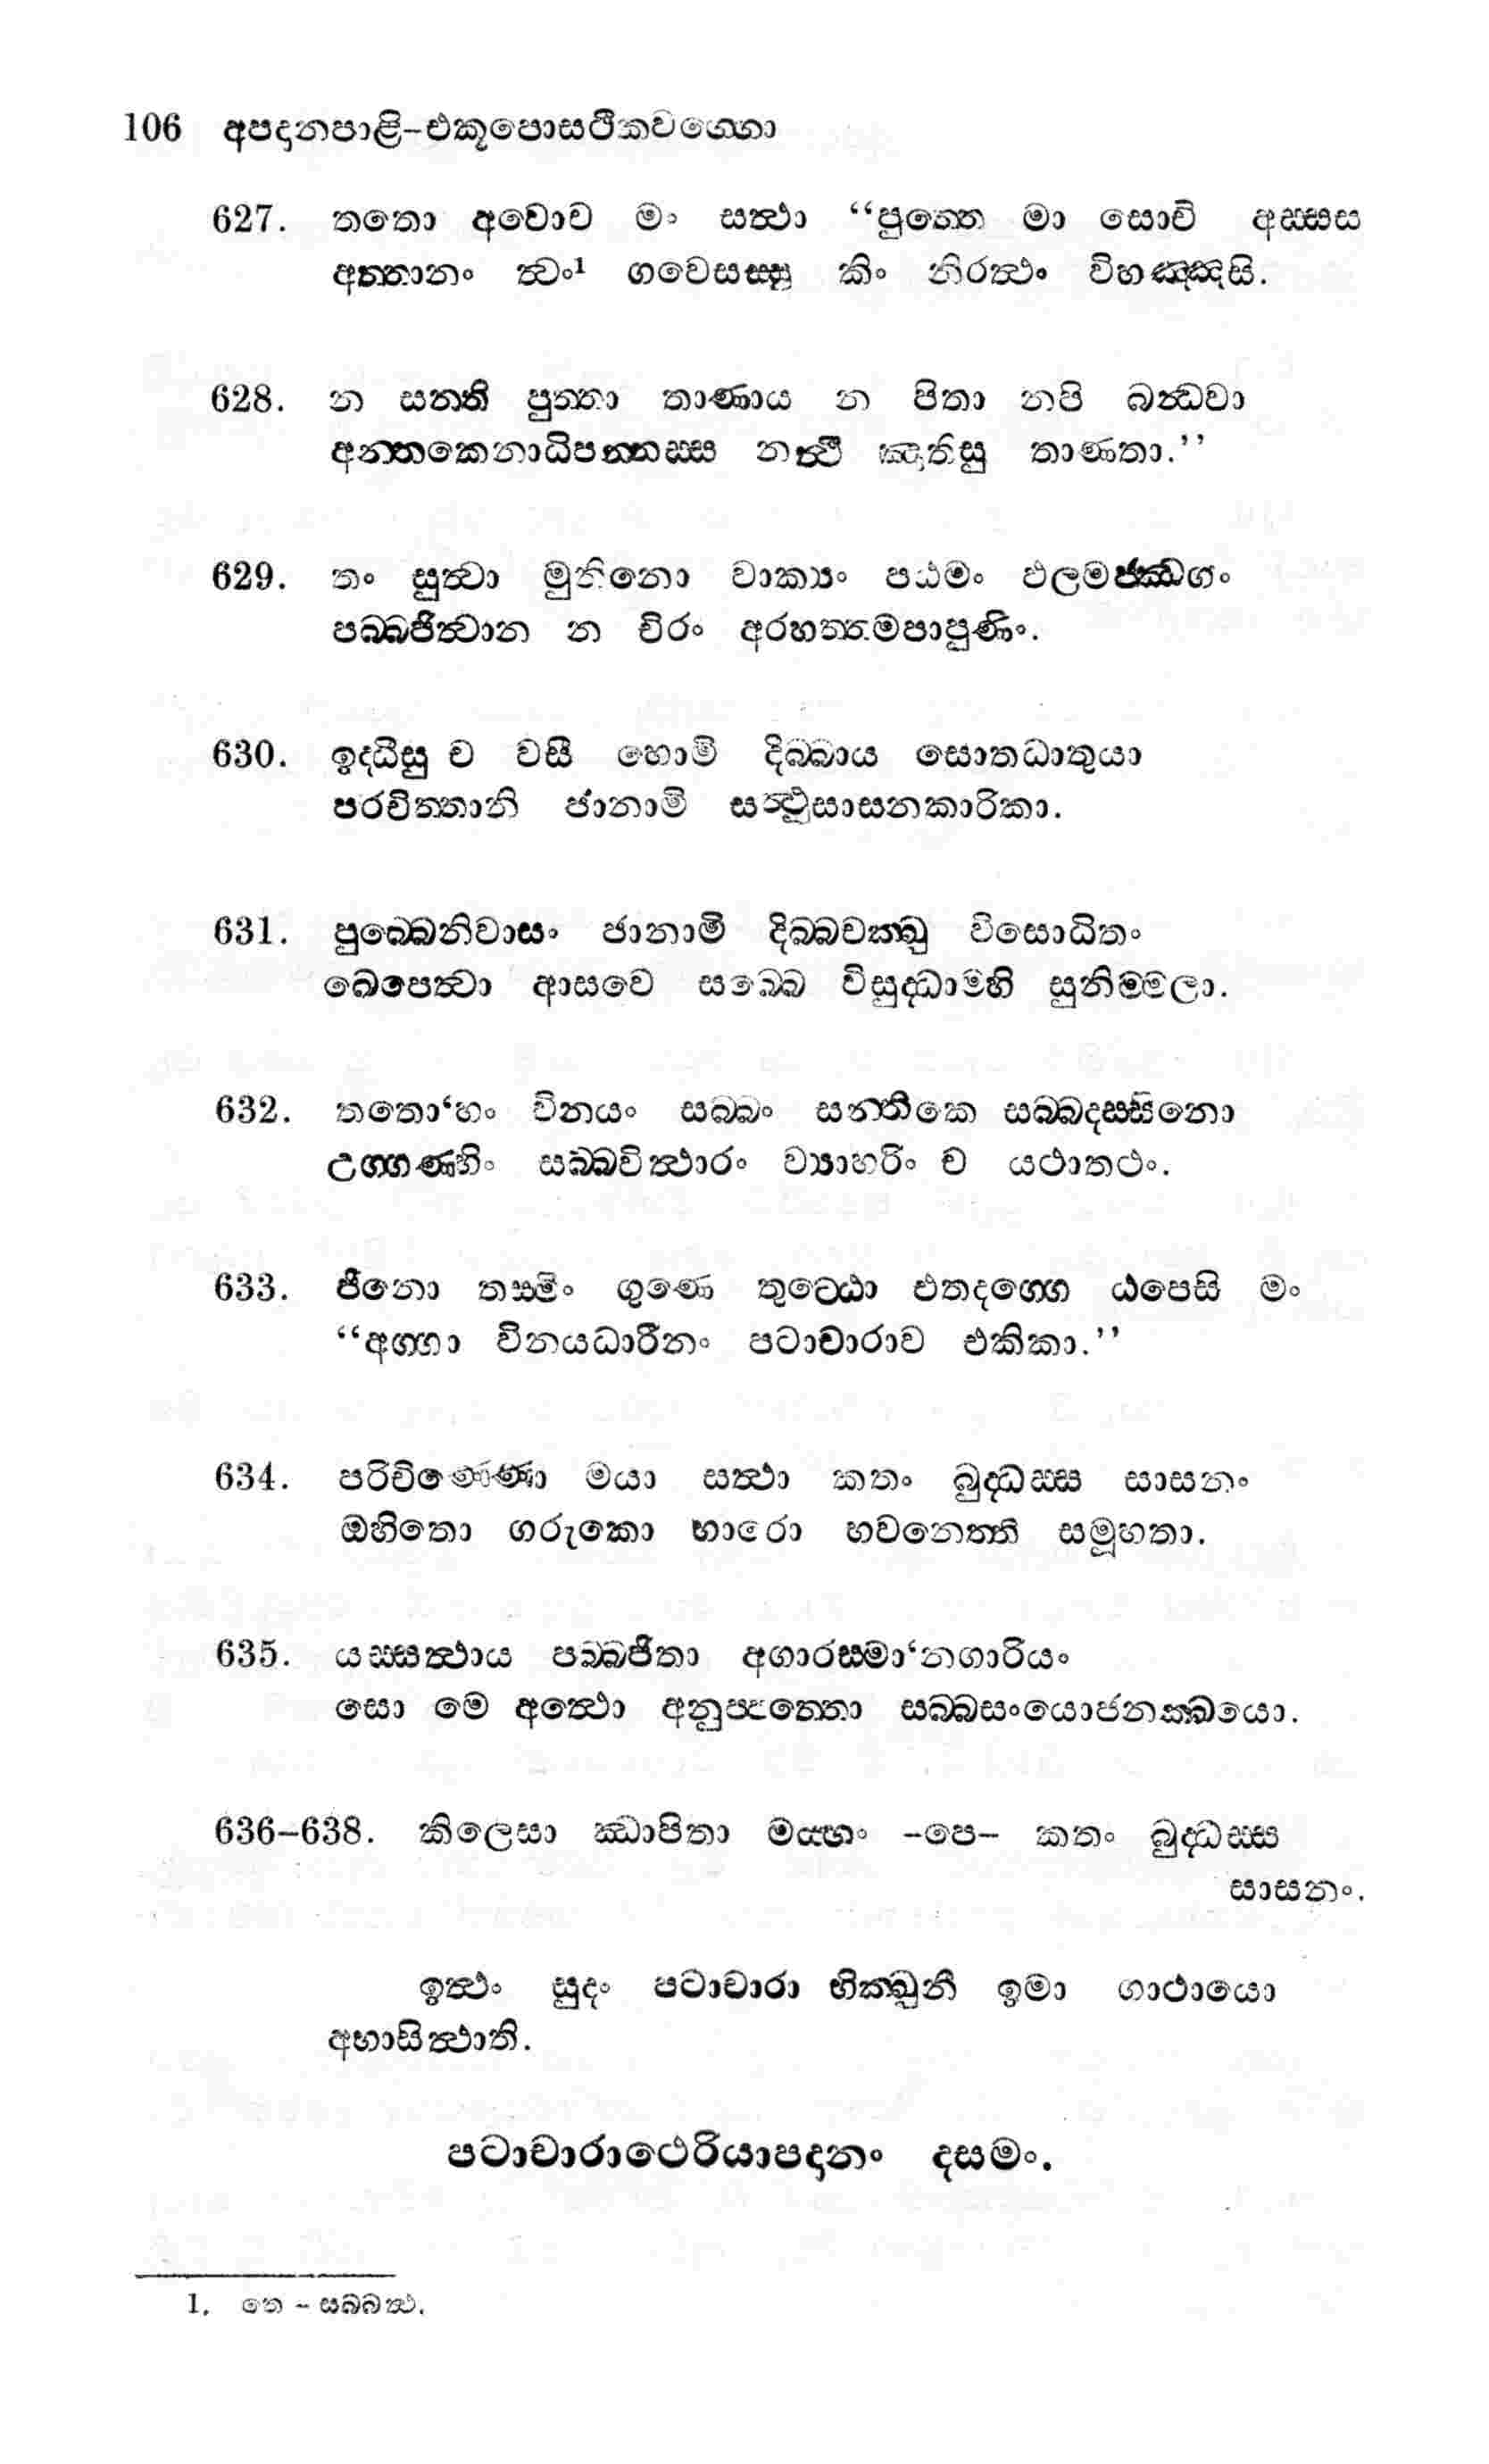 106 අපදානපාළි-එකූපොසථිකවග්ගො
627. තතො අවොච මං සත්ථා “පුත්තෙ මා සොචි අස්සස
අත්තානං ත්වං¹ ගවෙසස්සු කිං නිරත්ථං විහඤ්ඤසි.
628. න සන්ති පුත්තා තාණාය න පිතා නපි බන්ධවා
අන්තකෙනාධිපන්නස්ස නත්ථි ඤාතිසු තාණතා.”
629. තං සුත්වා මුනිනො වාක්‍යං පඨමං ඵලමජ්ඣගං
පබ්බජිත්වාන න චිරං අරහත්තමපාපුණිං.
630. ඉද්ධීසු ච වසී හොමි දිබ්බාය සොතධාතුයා
පරචිත්තානි ජානාමි සත්ථුසාසනකාරිකා.
631. පුබ්බෙනිවාසං ජානාමි දිබ්බචක්ඛු විසොධිතං
ඛෙපෙත්වා ආසවෙ සබ්බෙ විසුද්ධාම්හි සුනිම්මලා.
632. තතො‘හං විනයං සබ්බං සන්තිකෙ සබ්බදස්සිනො
උග්ගණ්හිං සබ්බවිත්ථාරං ව්‍යාහරිං ච යථාතථං.
633. ජිනො තස්මිං ගුණෙ තුට්ඨො එතදග්ගෙ ඨපෙසි මං
“අග්ගා විනයධාරීනං පටාචාරාව එකිකා.”
634. පරිචිණ්ණො මයා සත්ථා කතං බුද්ධස්ස සාසනං
ඔහිතො ගරුකො භාරො භවනෙත්ති සමූහතා.
635. යස්සත්ථාය පබ්බජිතා අගාරස්මා‘නගාරියං
සො මෙ අත්ථො අනුප්පත්තො සබ්බසංයොජනක්ඛයො.
636–638. කිලෙසා ඣාපිතා මය්හං -පෙ- කතං බුද්ධස්ස
සාසනං.
ඉත්ථං සුදං පටාචාරා භික්ඛුනී ඉමා ගාථායො
අභාසිත්ථාති.
පටාචාරාථෙරියාපදානං දසමං.
1. තෙ - සබ්බත්ථ.